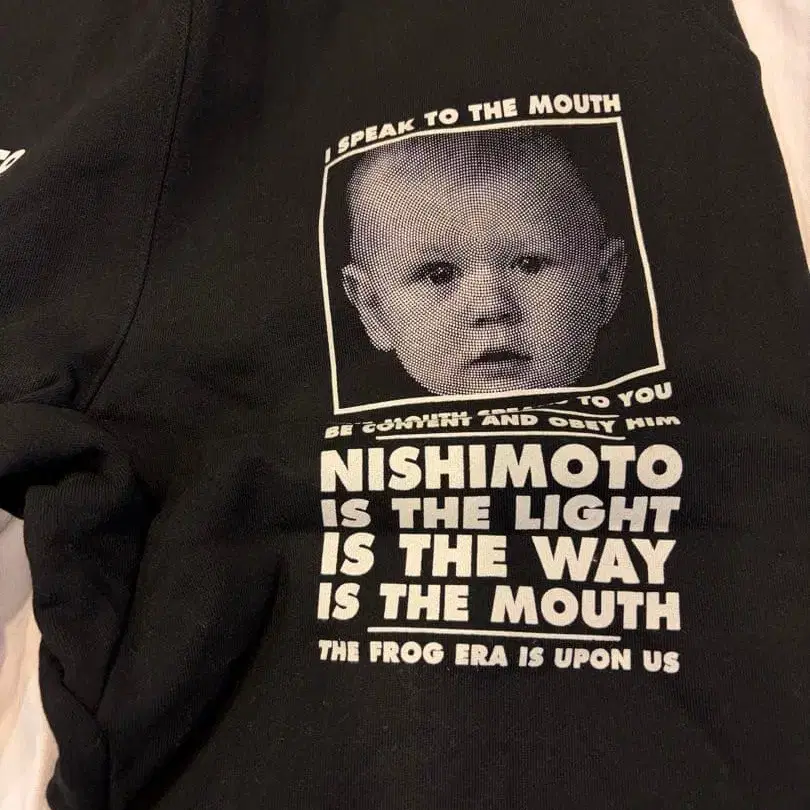 I SPEAK TO THE MOUTH
TO YOU
BE CONTENT AND OBEY HIM
NISHIMOTO
IS THE LIGHT
IS THE WAY
IS THE MOUTH
THE FROG ERA IS UPON US